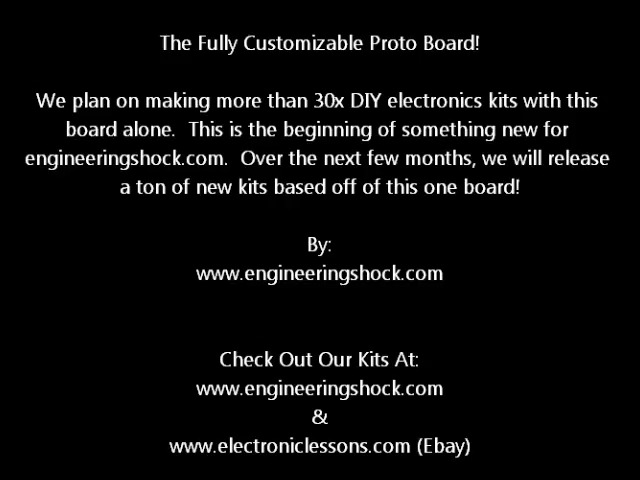 The Fully Customizable Proto Board!
We plan on making more than 30x DIY electronics kits with this
board alone.  This is the beginning of something new for
engineeringshock.com.  Over the next few months, we will release
a ton of new kits based off of this one board!
By:
www.engineeringshock.com
Check Out Our Kits At:
www.engineeringshock.com
&
www.electroniclessons.com (Ebay)